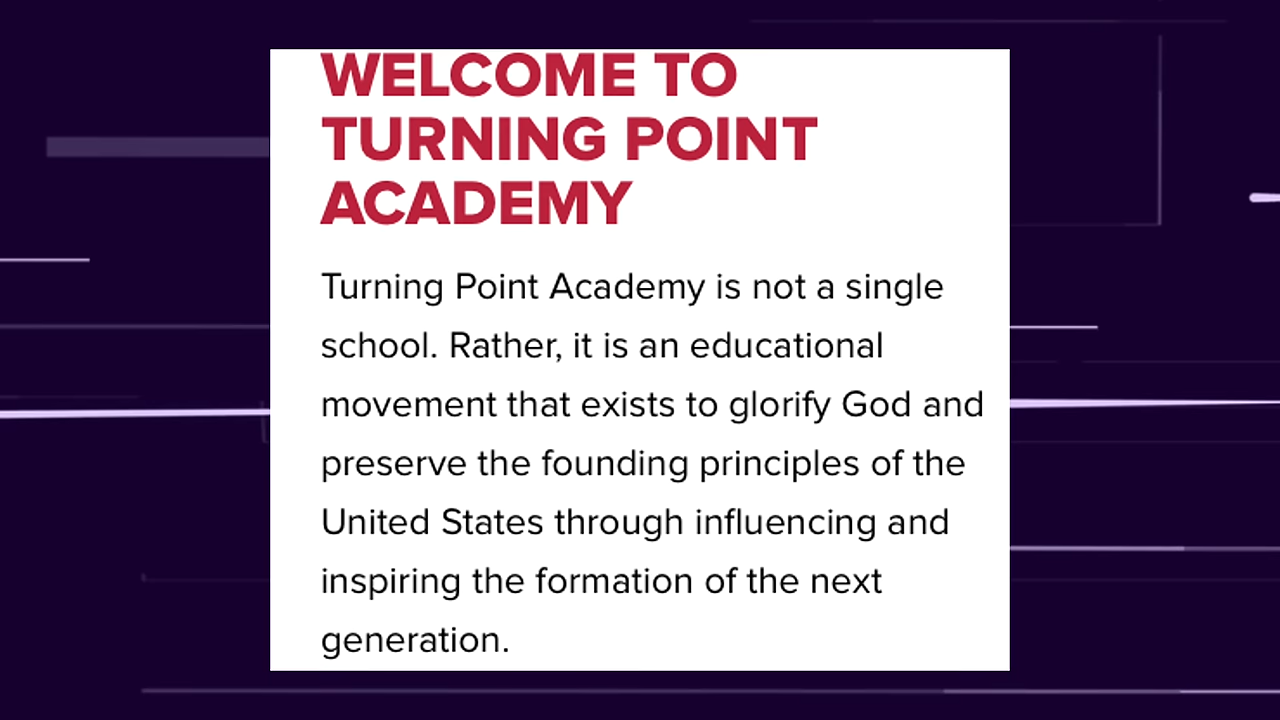 WELCOME TO
TURNING POINT
ACADEMY
Turning Point Academy is not a single
school. Rather, it is an educational
movement that exists to glorify God and
preserve the founding principles of the
United States through influencing and
inspiring the formation of the next
generation.